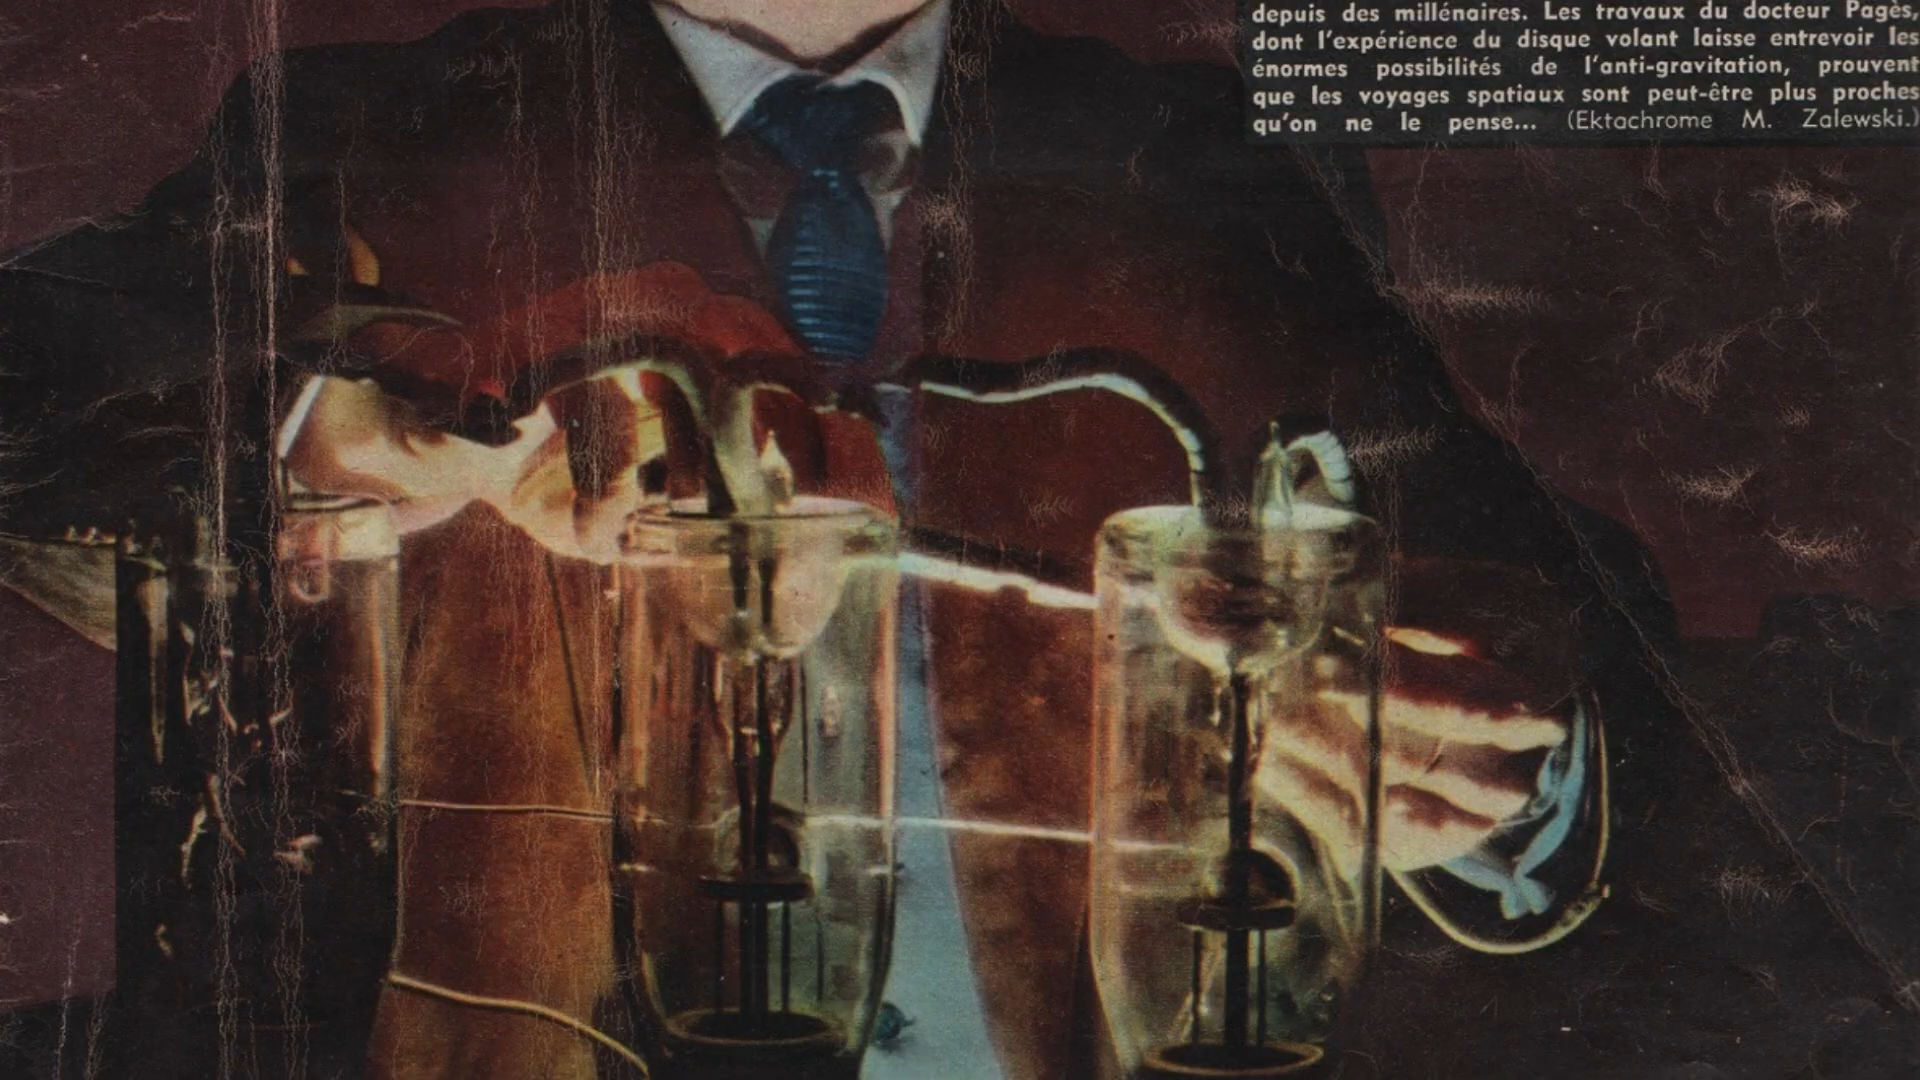 depuis des millénaires. Les travaux du docteur Pagès,
dont l'expérience du disque volant laisse entrevoir les
énormes possibilités de l'anti-gravitation, prouvent
que les voyages spatiaux sont peut-être plus proches
qu'on ne le pense... (Ektachrome M. Zalewski.)